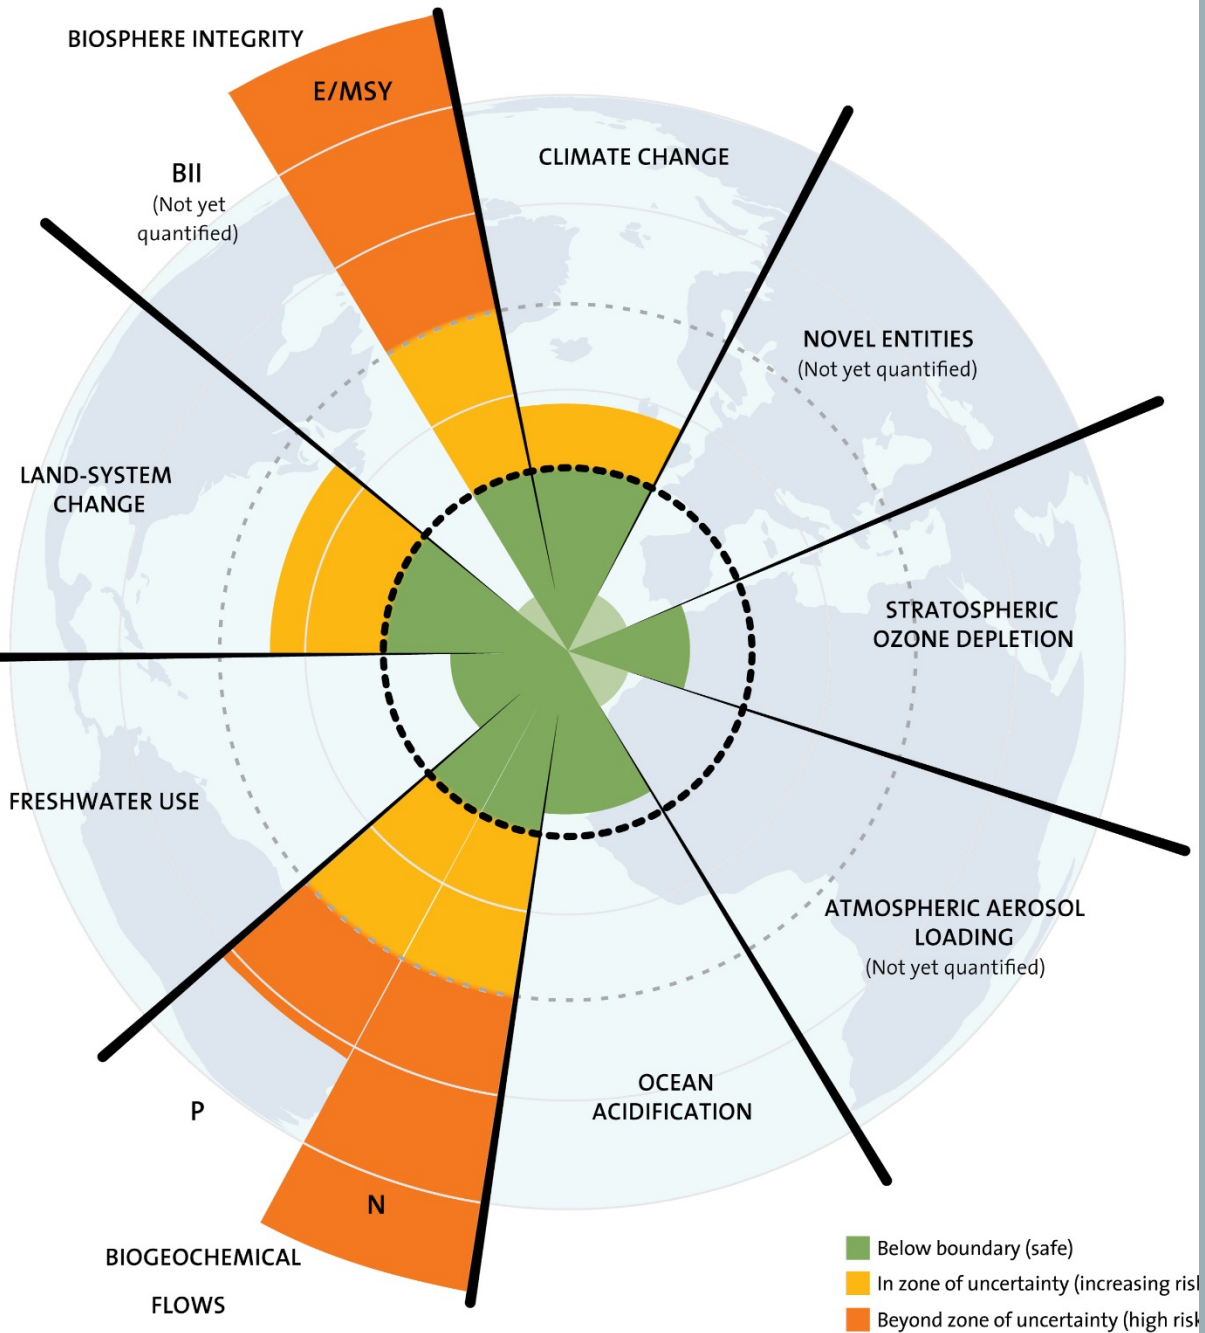 BIOSPHERE INTEGRITY
E/MSY
CLIMATE CHANGE
BII
(Not yet
quantified)
NOVEL ENTITIES
(Not yet quantified)
LAND-SYSTEM
CHANGE
STRATOSPHERIC
OZONE DEPLETION
FRESHWATER USE
ATMOSPHERIC AEROSOL
LOADING
(Not yet quantified)
OCEAN
ACIDIFICATION
P
N
BIOGEOCHEMICAL
FLOWS
Below boundary (safe)
In zone of uncertainty (increasing risk
Beyond zone of uncertainty (high risk